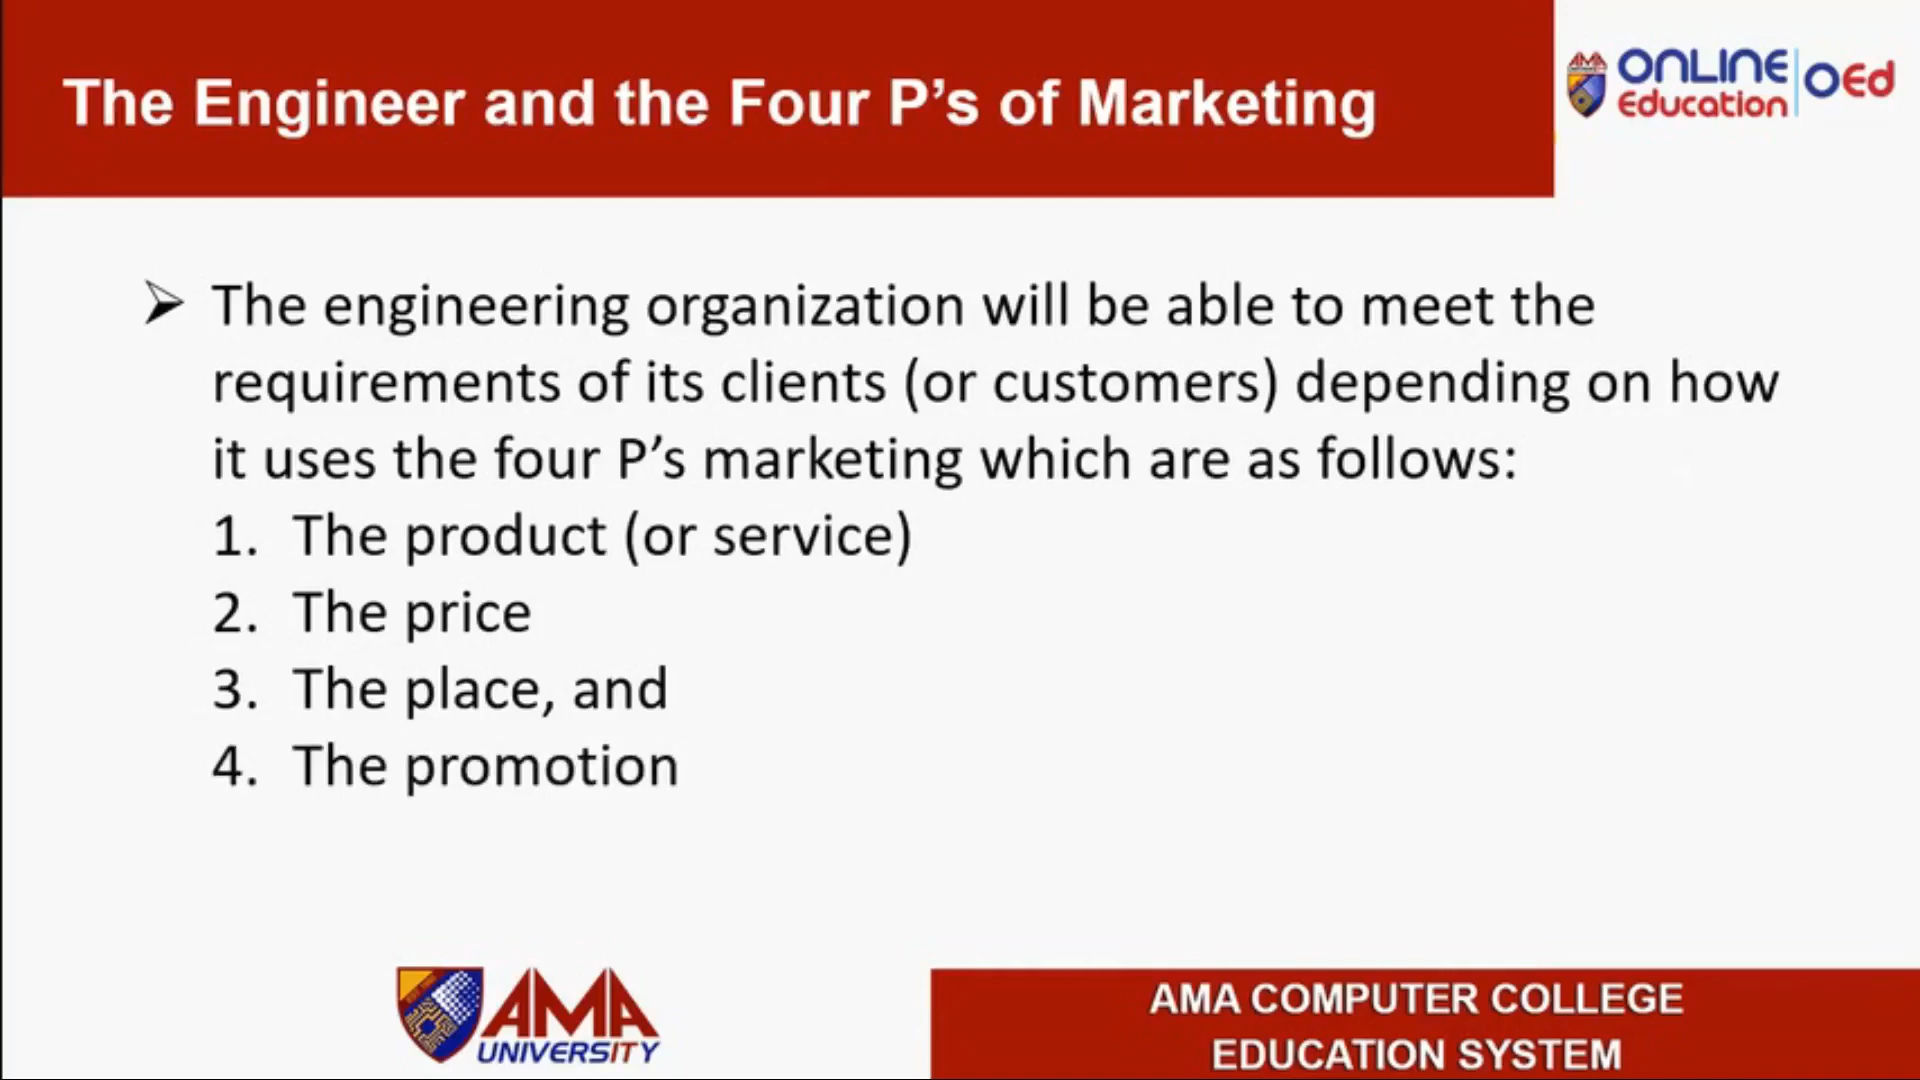 The Engineer and the Four P’s of Marketing
AMA
ONLINE
Education
OEd
➢ The engineering organization will be able to meet the
requirements of its clients (or customers) depending on how
it uses the four P’s marketing which are as follows:
1. The product (or service)
2. The price
3. The place, and
4. The promotion
AMA
UNIVERSITY
AMA COMPUTER COLLEGE
EDUCATION SYSTEM